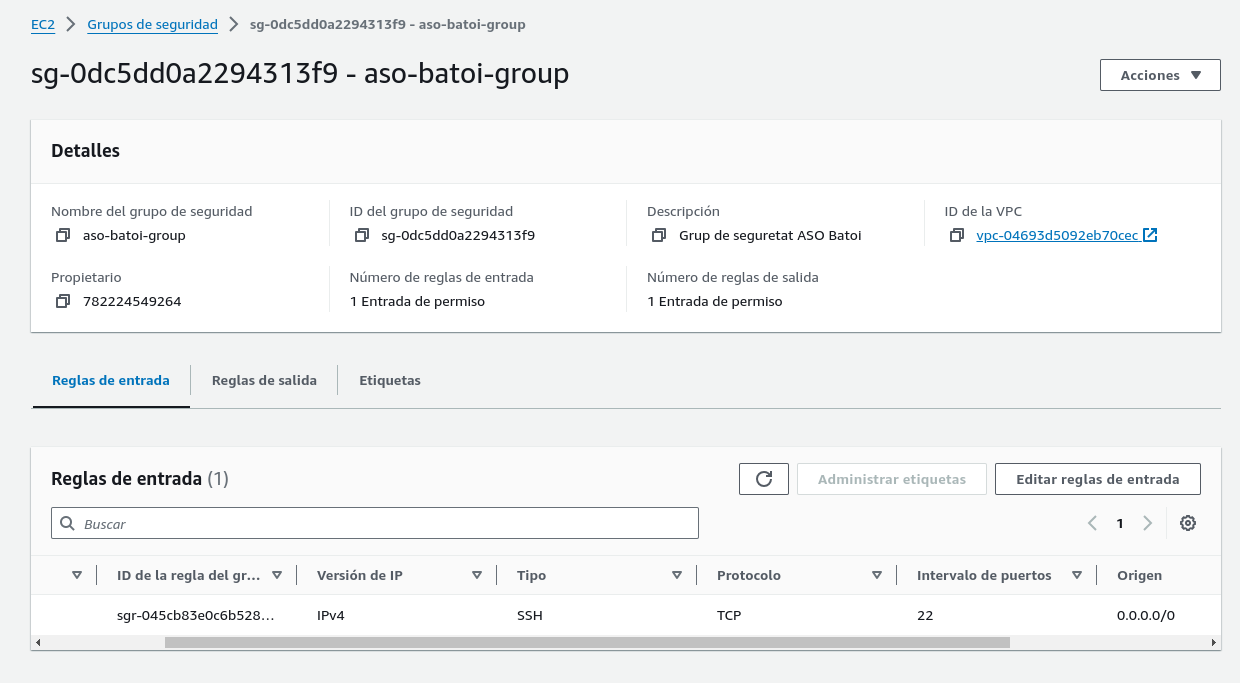 EC2 > Grupos de seguridad > sg-0dc5dd0a2294313f9 - aso-batoi-group
sg-0dc5dd0a2294313f9 - aso-batoi-group
Acciones
Detalles
Nombre del grupo de seguridad
aso-batoi-group
ID del grupo de seguridad
sg-0dc5dd0a2294313f9
Descripción
Grup de seguretat ASO Batoi
ID de la VPC
vpc-04693d5092eb70cec
Propietario
782224549264
Número de reglas de entrada
1 Entrada de permiso
Número de reglas de salida
1 Entrada de permiso
Reglas de entrada
Reglas de salida
Etiquetas
Reglas de entrada (1)
Administrar etiquetas
Editar reglas de entrada
Buscar
1
ID de la regla del gr... Versión de IP Tipo Protocolo Intervalo de puertos Origen
sgr-045cb83e0c6b528... IPv4 SSH TCP 22 0.0.0.0/0